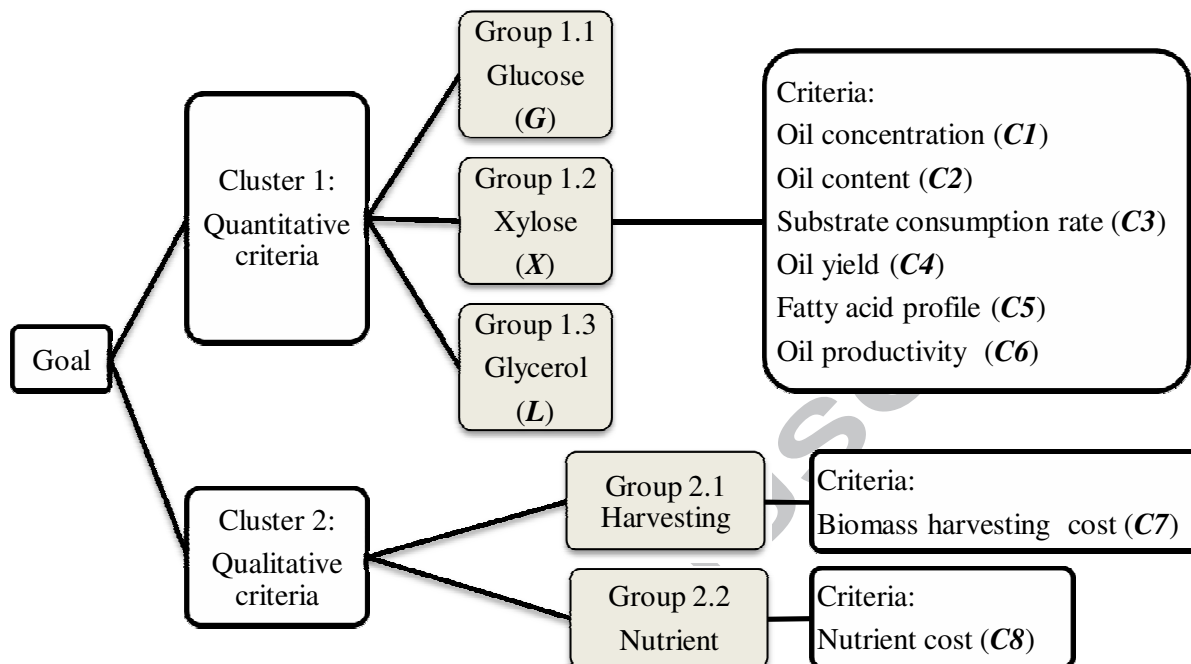 Goal
Cluster 1:
Quantitative
criteria
Group 1.1
Glucose
(G)
Group 1.2
Xylose
(X)
Group 1.3
Glycerol
(L)
Criteria:
Oil concentration (C1)
Oil content (C2)
Substrate consumption rate (C3)
Oil yield (C4)
Fatty acid profile (C5)
Oil productivity (C6)
Cluster 2:
Qualitative
criteria
Group 2.1
Harvesting
Criteria:
Biomass harvesting cost (C7)
Group 2.2
Nutrient
Criteria:
Nutrient cost (C8)